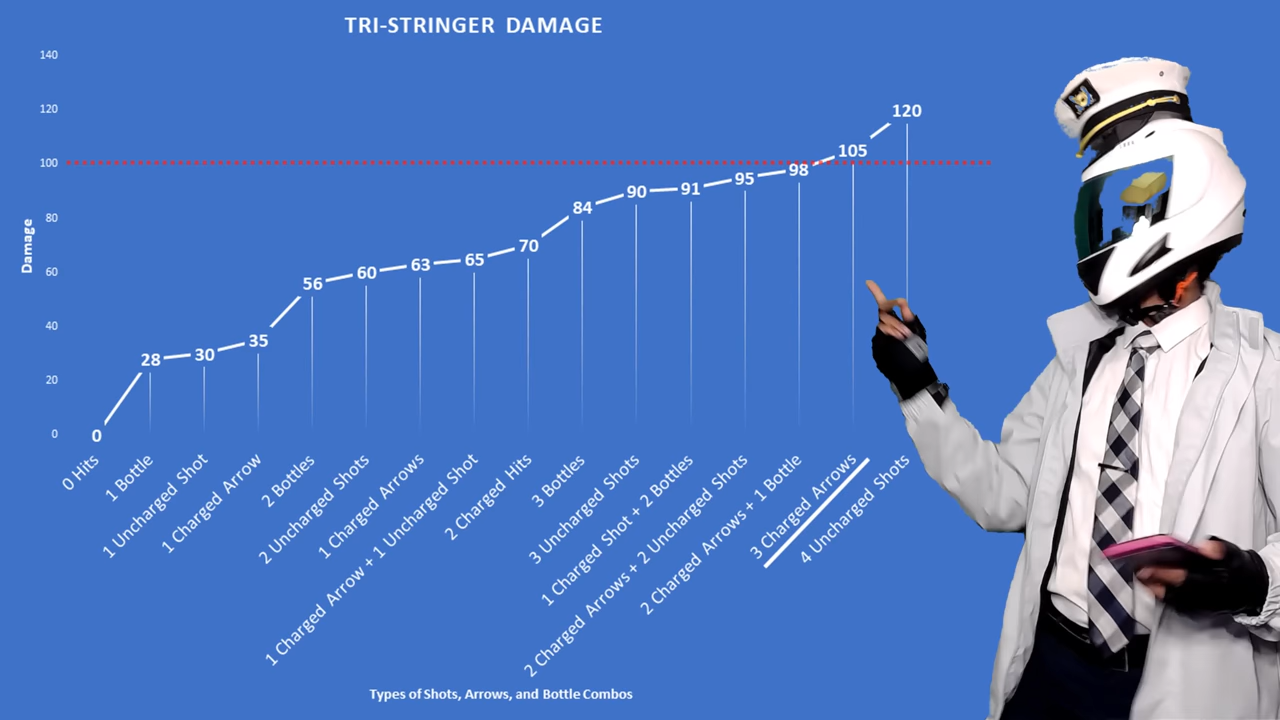 TRI-STRINGER DAMAGE
140
120
100
80
60
40
20
0
Damage
0
28
30
35
56
60
63
65
70
84
90
91
95
98
105
120
0 Hits
1 Bottle
1 Uncharged Shot
1 Charged Arrow
2 Bottles
2 Uncharged Shots
1 Charged Arrows
1 Charged Arrow + 1 Uncharged Shot
2 Charged Hits
3 Bottles
3 Uncharged Shots
1 Charged Shot + 2 Bottles
2 Charged Arrows + 2 Uncharged Shots
2 Charged Arrows + 1 Bottle
3 Charged Arrows
4 Uncharged Shots
Types of Shots, Arrows, and Bottle Combos